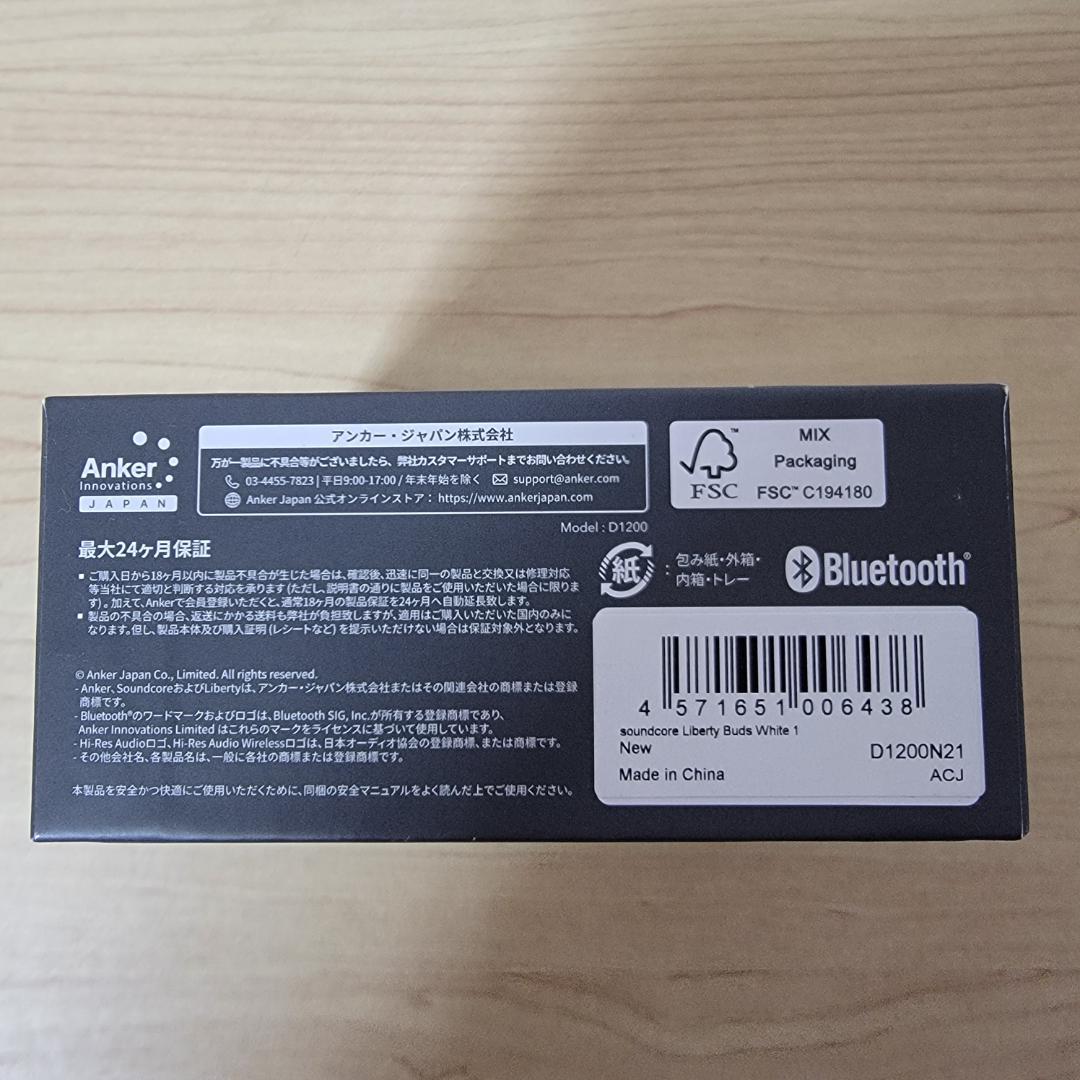 Anker
Innovations
JAPAN
アンカー・ジャパン株式会社
万が一製品に不具合等がございましたら、弊社カスタマーサポートまでお問い合わせください。
03-4455-7823 | 平日9:00-17:00 / 年末年始を除く support@anker.com
Anker Japan 公式オンラインストア： https://www.ankerjapan.com
FSC™
MIX
Packaging
FSC™ C194180
Model : D1200
最大24ヶ月保証
■ ご購入日から18ヶ月以内に製品不具合が生じた場合は、確認後、迅速に同一の製品と交換又は修理対応
等当社にて適切と判断する対応を承ります (ただし、説明書の通りに製品をご使用いただいた場合に限りま
す) 。加えて、Ankerで会員登録いただくと、通常18ヶ月の製品保証を24ヶ月へ自動延長致します。
■ 製品の不具合の場合、返送にかかる送料も弊社が負担致しますが、適用はご購入いただいた国内のみに
なります。但し、製品本体及び購入証明 (レシートなど) を提示いただけない場合は保証対象外となります。
紙 : 包み紙・外箱・
内箱・トレー
Bluetooth®
© Anker Japan Co., Limited. All rights reserved.
- Anker、SoundcoreおよびLibertyは、アンカー・ジャパン株式会社またはその関連会社の商標または登録
商標です。
- Bluetooth®のワードマークおよびロゴは、Bluetooth SIG, Inc.が所有する登録商標であり、
Anker Innovations Limited はこれらのマークをライセンスに基づいて使用しています。
- Hi-Res Audioロゴ、Hi-Res Audio Wirelessロゴは、日本オーディオ協会の登録商標、または商標です。
- その他会社名、各製品名は、一般に各社の商標または登録商標です。
本製品を安全かつ快適にご使用いただくために、同梱の安全マニュアルをよく読んだ上でご使用ください。
4 571651 006438
soundcore Liberty Buds White 1
New D1200N21
Made in China ACJ